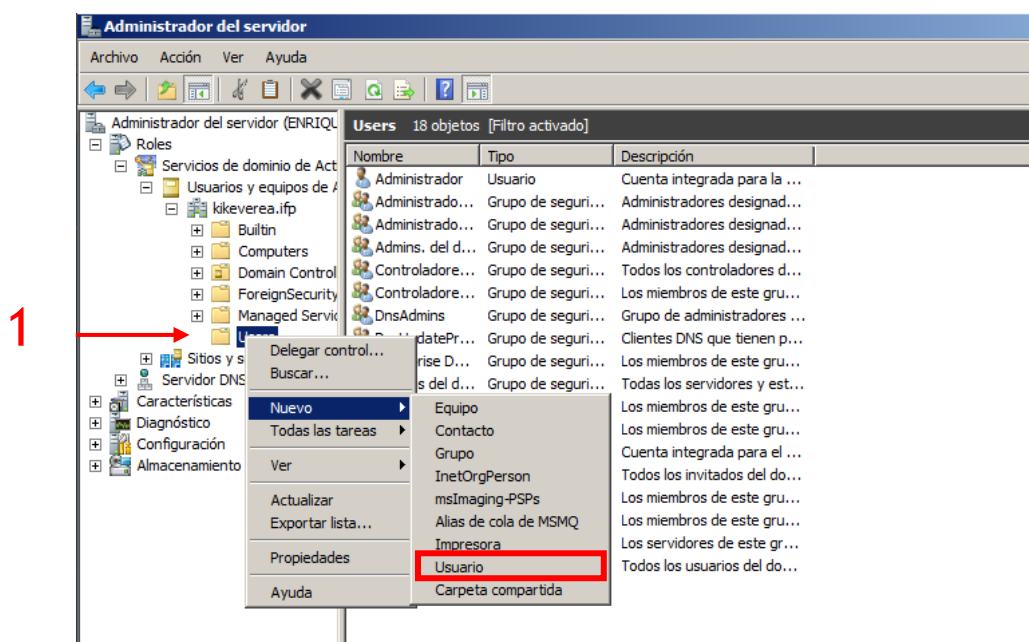 Administrador del servidor
Archivo Acción Ver Ayuda
Administrador del servidor (ENRIQU
Roles
Servicios de dominio de Act
Usuarios y equipos de A
kikeverea.ifp
Builtin
Computers
Domain Control
ForeignSecurity
Managed Servic
Users
Sitios y s
Servidor DNS
Características
Diagnóstico
Configuración
Almacenamiento
1
Users 18 objetos [Filtro activado]
Nombre Tipo Descripción
Administrador Usuario Cuenta integrada para la ...
Administrado... Grupo de seguri... Administradores designad...
Administrado... Grupo de seguri... Administradores designad...
Admins. del d... Grupo de seguri... Administradores designad...
Controladore... Grupo de seguri... Todos los controladores d...
Controladore... Grupo de seguri... Los miembros de este gru...
DnsAdmins Grupo de seguri... Grupo de administradores ...
datePr... Grupo de seguri... Clientes DNS que tienen p...
rise D... Grupo de seguri... Los miembros de este gru...
s del d... Grupo de seguri... Todas los servidores y est...
Los miembros de este gru...
Los miembros de este gru...
Cuenta integrada para el ...
Todos los invitados del do...
Los miembros de este gru...
Los miembros de este gru...
Los servidores de este gr...
Todos los usuarios del do...
Delegar control...
Buscar...
Nuevo
Todas las tareas
Ver
Actualizar
Exportar lista...
Propiedades
Ayuda
Equipo
Contacto
Grupo
InetOrgPerson
msImaging-PSPs
Alias de cola de MSMQ
Impresora
Usuario
Carpeta compartida